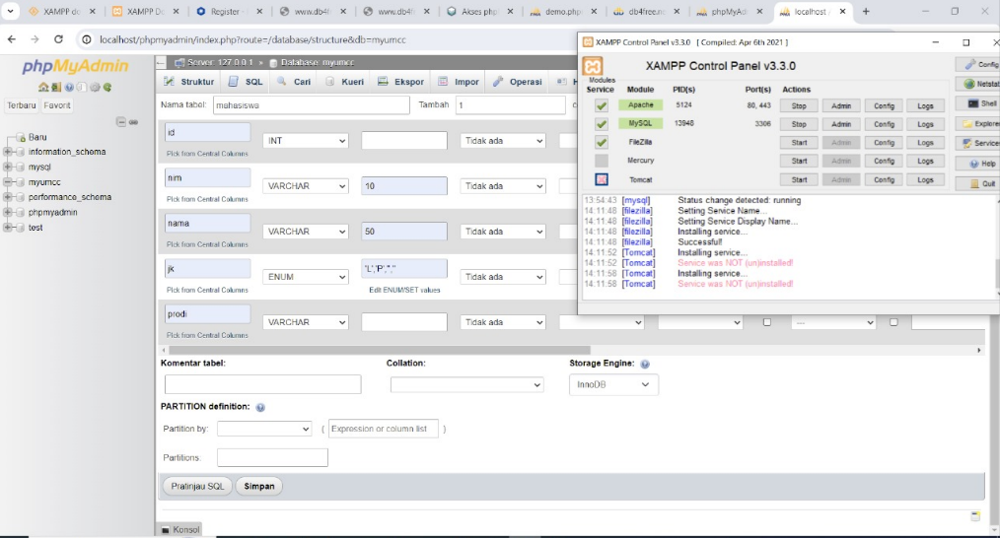 XAMPP do
XAMPP De
Register -
www.db4f
www.db4f
Akses php
demo.php
db4free.ne
phpMyAd
localhost /
localhost/phpmyadmin/index.php?route=/database/structure&db=myumcc
phpMyAdmin
Terbaru Favorit
Baru
information_schema
mysql
myumcc
performance_schema
phpmyadmin
test
Server: 127.0.0.1 » Database: myumcc
Struktur SQL Cari Kueri Ekspor Impor Operasi H
Nama tabel: mahasiswa Tambah 1 c
id INT Tidak ada
Pick from Central Columns
nim VARCHAR 10 Tidak ada
Pick from Central Columns
nama VARCHAR 50 Tidak ada
Pick from Central Columns
jk ENUM 'L','P','.'' Tidak ada
Pick from Central Columns Edit ENUM/SET values
prodi VARCHAR Tidak ada ---
Pick from Central Columns
Komentar tabel: Collation: Storage Engine:
InnoDB
PARTITION definition:
Partition by: ( Expression or column list )
Partitions:
Pratinjau SQL Simpan
Konsol
XAMPP Control Panel v3.3.0 [ Compiled: Apr 6th 2021 ]
XAMPP Control Panel v3.3.0
Modules
Service Module PID(s) Port(s) Actions
Apache 5124 80, 443 Stop Admin Config Logs
MySQL 13948 3306 Stop Admin Config Logs
FileZilla Start Admin Config Logs
Mercury Start Admin Config Logs
Tomcat Start Admin Config Logs
Config
Netstat
Shell
Explorer
Service
Help
Quit
13:54:43 [mysql] Status change detected: running
14:11:48 [filezilla] Setting Service Name...
14:11:48 [filezilla] Setting Service Display Name...
14:11:48 [filezilla] Installing service...
14:11:48 [filezilla] Successful!
14:11:52 [Tomcat] Installing service...
14:11:52 [Tomcat] Service was NOT (un)installed!
14:11:58 [Tomcat] Installing service...
14:11:58 [Tomcat] Service was NOT (un)installed!